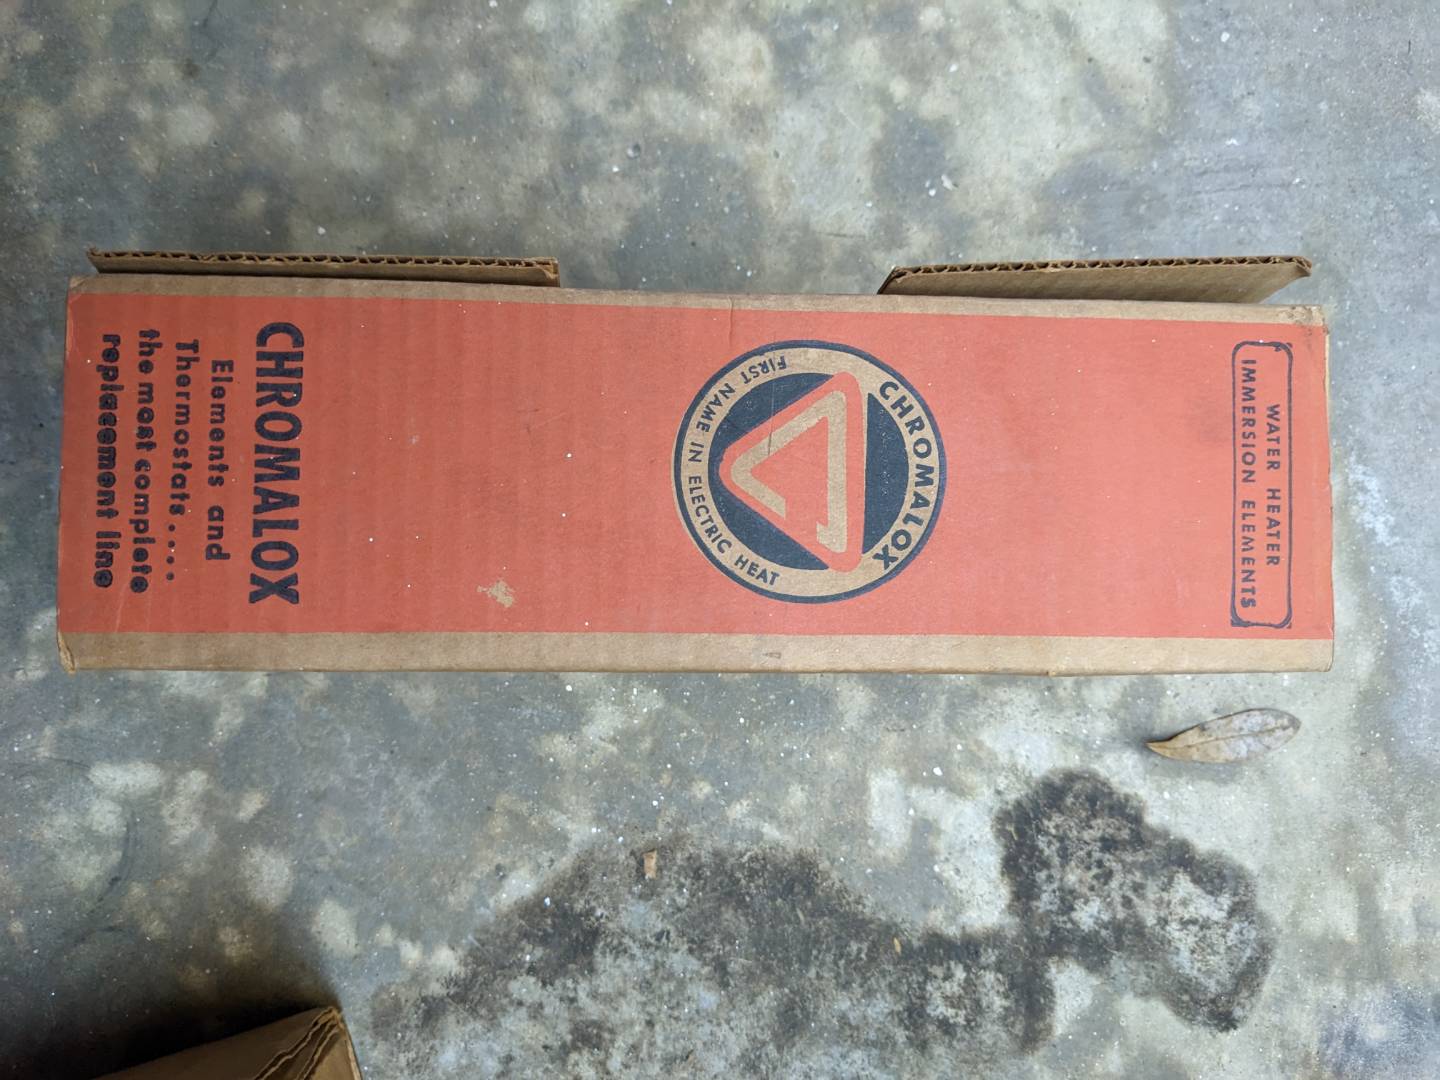 WATER HEATER
IMMERSION ELEMENTS
CHROMALOX
FIRST NAME IN ELECTRIC HEAT
CHROMALOX
Elements and
Thermostats....
the most complete
replacement line